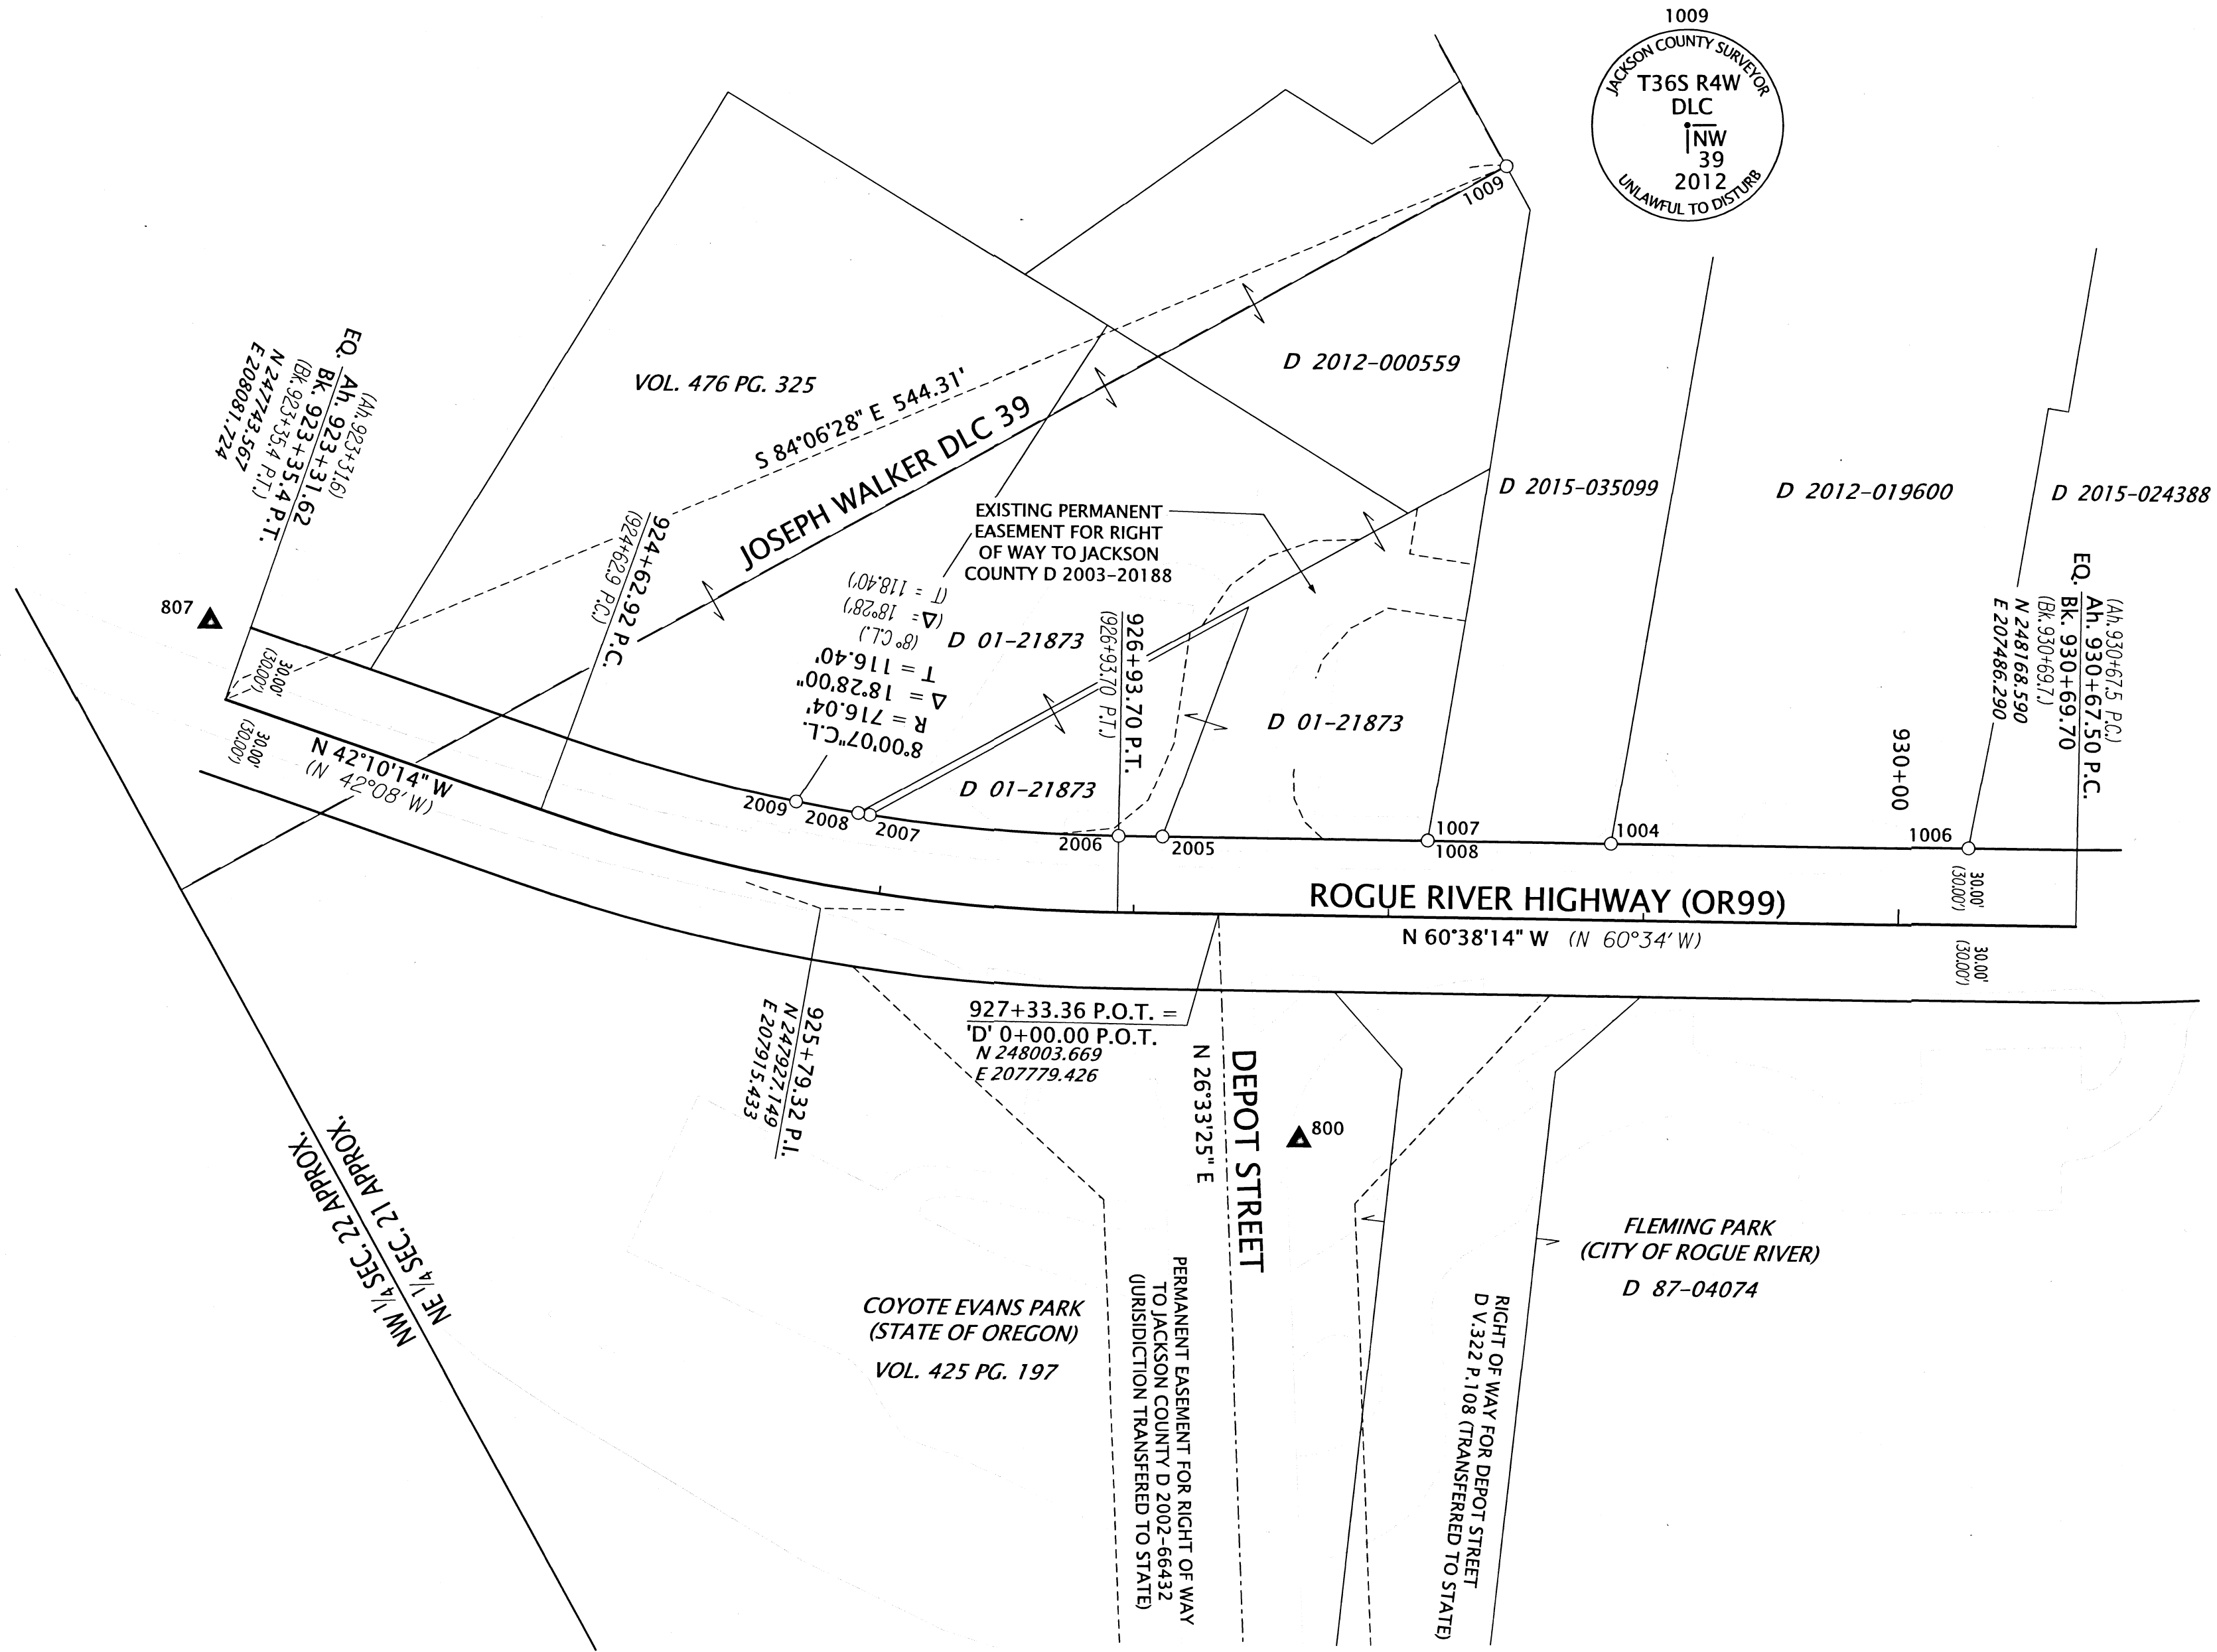 1009
JACKSON COUNTY SURVEYOR
T36S R4W
DLC
NW
39
2012
UNLAWFUL TO DISTURB
1009
D 2012-000559
VOL. 476 PG. 325
S 84°06'28" E 544.31'
JOSEPH WALKER DLC 39
(Ah. 923+31.6)
EQ. Ah. 923+31.62
Bk. 923+35.4 P.T.
(Bk. 923+35.4 P.T.)
N 247743.567
E 208081.724
924+62.92 P.C.
(924+62.9 P.C.)
EXISTING PERMANENT
EASEMENT FOR RIGHT
OF WAY TO JACKSON
COUNTY D 2003-20188
D 2015-035099
D 2012-019600
D 2015-024388
(Ah. 930+67.5 P.C.)
EQ. Ah. 930+67.50 P.C.
Bk. 930+69.70
(Bk. 930+69.7.)
N 248168.590
E 207486.290
807
8°00'07"C.L.
R = 716.04'
Δ = 18°28'00"
T = 116.40'
(8° C.L.)
(Δ = 18°28')
(T = 118.40')
D 01-21873
926+93.70 P.T.
(926+93.70 P.T.)
D 01-21873
D 01-21873
930+00
30.00'
(30.00')
30.00'
(30.00')
N 42°10'14" W
(N 42°08' W)
2009
2008
2007
2006
2005
1007
1008
1004
1006
30.00'
(30.00')
30.00'
(30.00')
ROGUE RIVER HIGHWAY (OR99)
N 60°38'14" W (N 60°34' W)
925+79.32 P.I.
N 247927.149
E 207915.433
927+33.36 P.O.T. =
'D' 0+00.00 P.O.T.
N 248003.669
E 207779.426
N 26°33'25" E
DEPOT STREET
800
NE ¼ SEC. 21 APPROX.
NW ¼ SEC. 22 APPROX.
COYOTE EVANS PARK
(STATE OF OREGON)
VOL. 425 PG. 197
PERMANENT EASEMENT FOR RIGHT OF WAY
TO JACKSON COUNTY D 2002-66432
(JURISIDICTION TRANSFERED TO STATE)
RIGHT OF WAY FOR DEPOT STREET
D V.322 P.108 (TRANSFERRED TO STATE)
FLEMING PARK
(CITY OF ROGUE RIVER)
D 87-04074